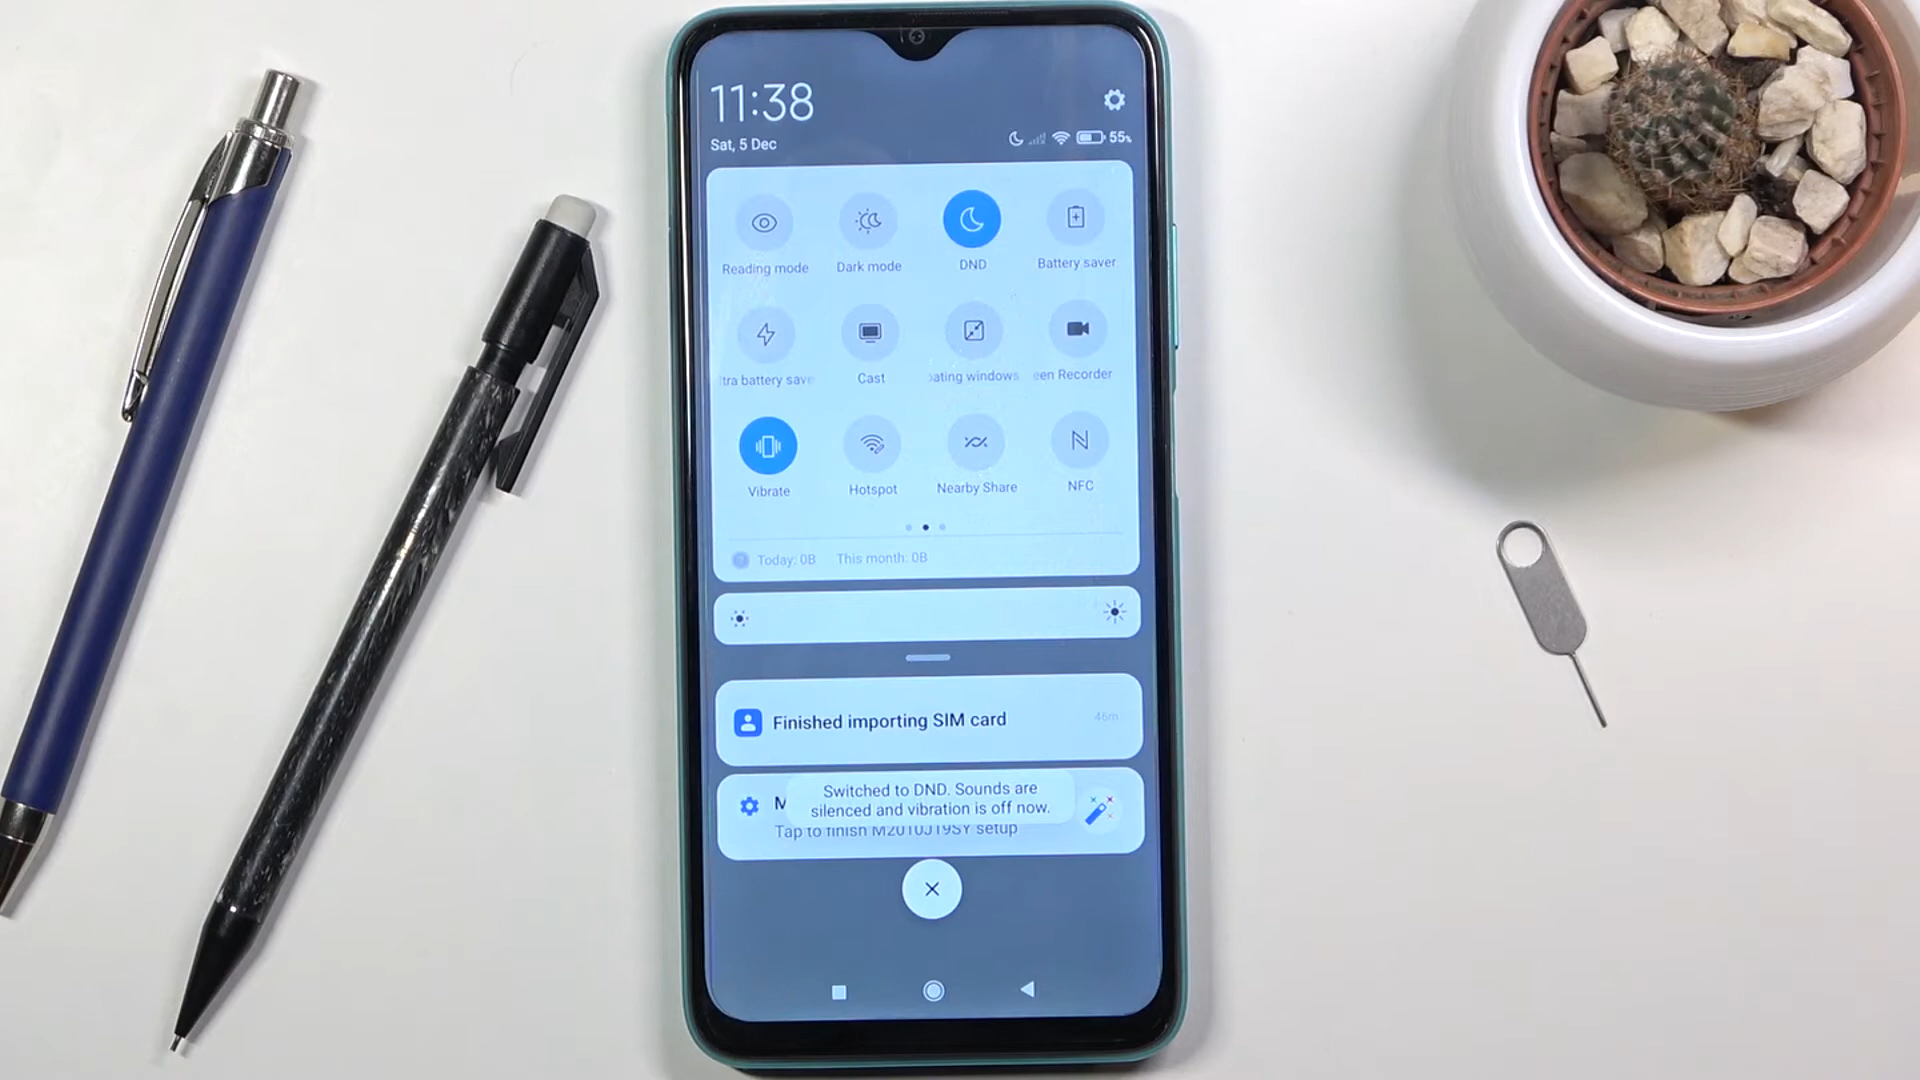 11:38
Sat, 5 Dec
55%
Reading mode
Dark mode
DND
Battery saver
tra battery save
Cast
ating windows
een Recorder
Vibrate
Hotspot
Nearby Share
NFC
Today: 0B
This month: 0B
Finished importing SIM card
46m
M
Switched to DND. Sounds are
silenced and vibration is off now.
Tap to finish M2010J19SY setup